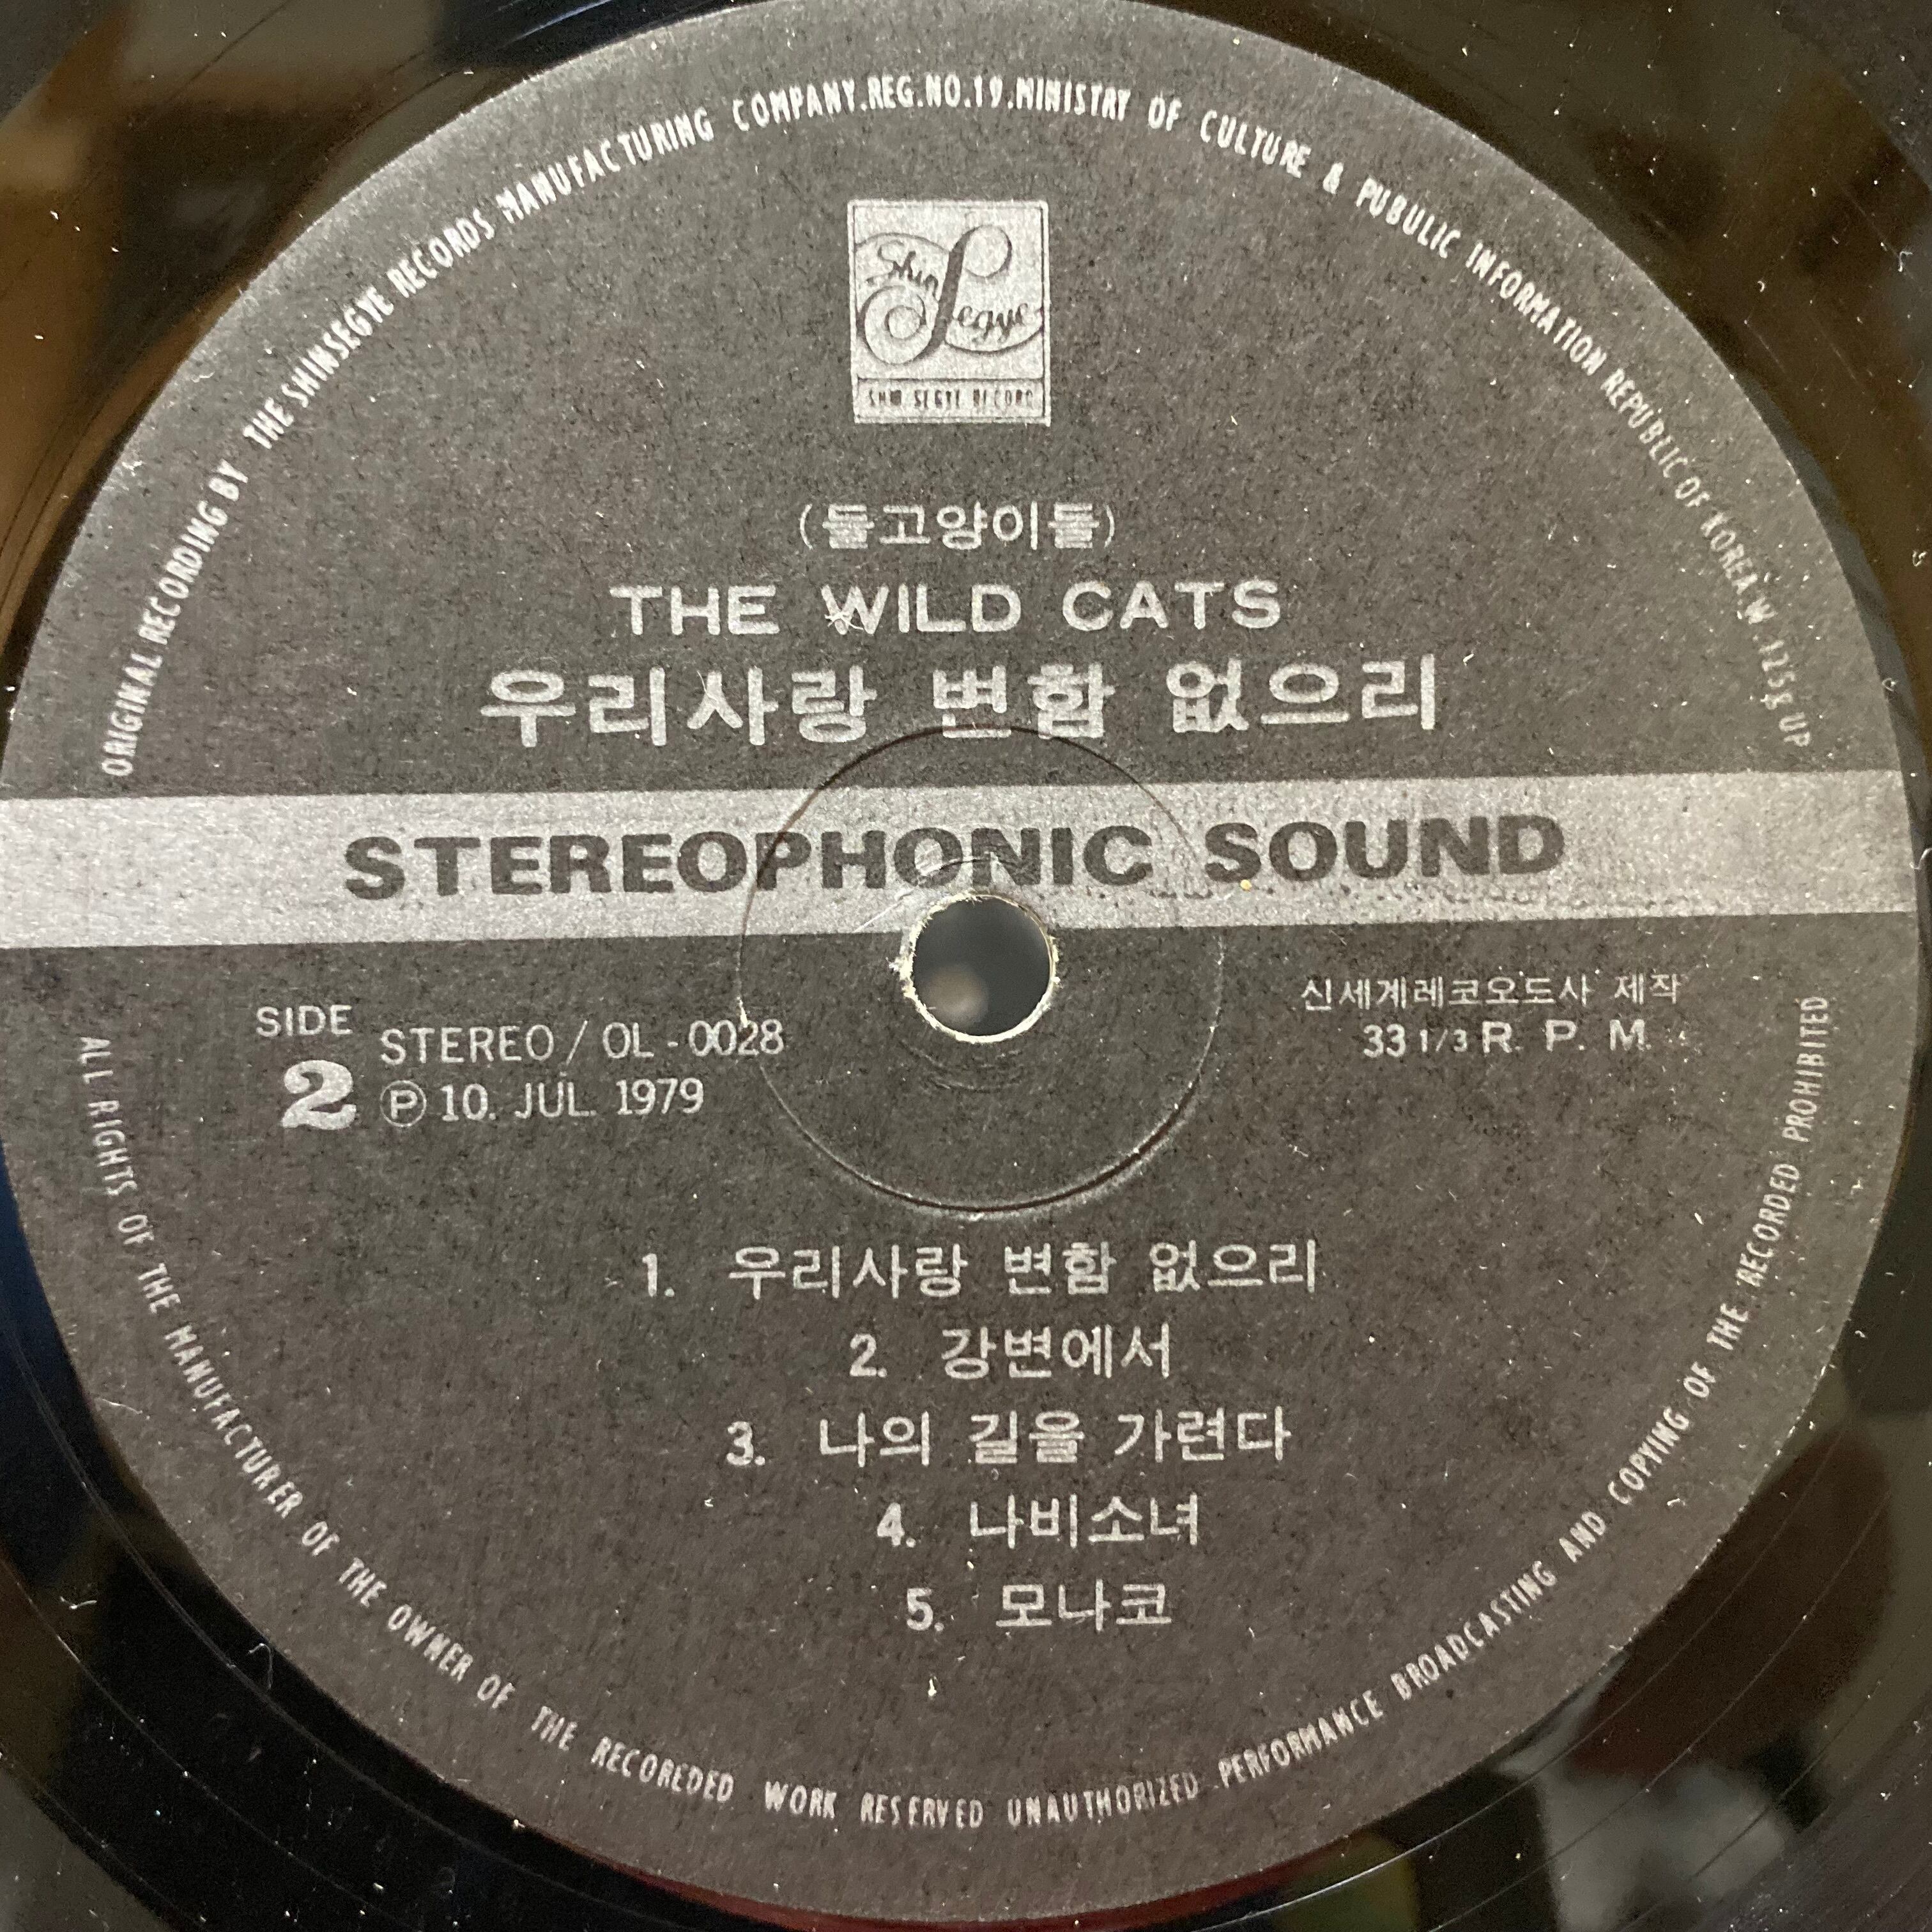 ORIGINAL RECORDING BY THE SHINSEGYE RECORDS MANUFACTURING COMPANY.REG.NO.19.MINISTRY OF CULTURE & PUBULIC INFORMATION REPUBLIC OF KOREA
Shin Segye
SHIN SEGYE RECORD
(들고양이들)
THE WILD CATS
우리사랑 변함 없으리
STEREOPHONIC SOUND
SIDE
2
STEREO / OL-0028
Ⓟ 10. JUL. 1979
신세계레코오도사 제작
33 1/3 R. P. M.
1. 우리사랑 변함 없으리
2. 강변에서
3. 나의 길을 가련다
4. 나비소녀
5. 모나코
ALL RIGHTS OF THE MANUFACTURER OF THE OWNER OF THE RECOREDED WORK RESERVED UNAUTHORIZED PERFORMANCE BROADCASTING AND COPYING OF THE RECORDED PROHIBITED